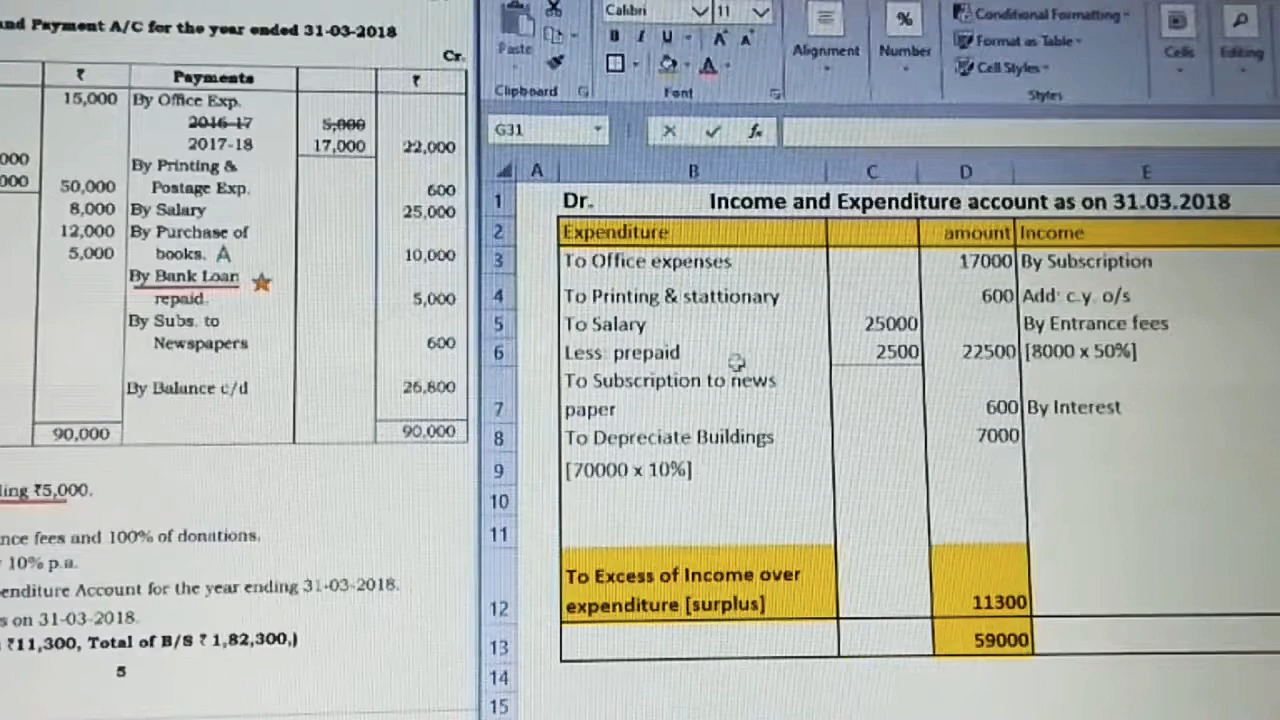 nd Payment A/C for the year ended 31-03-2018
Cr.
₹ Payments ₹
15,000 By Office Exp.
2016-17 5,000
2017-18 17,000 22,000
000 By Printing &
000 50,000 Postage Exp. 600
8,000 By Salary 25,000
12,000 By Purchase of
5,000 books. A 10,000
By Bank Loan
repaid. 5,000
By Subs. to
Newspapers 600
By Balance c/d 26,800
90,000 90,000
ling ₹5,000.
nce fees and 100% of donations.
10% p.a.
enditure Account for the year ending 31-03-2018.
s on 31-03-2018.
₹11,300, Total of B/S ₹ 1,82,300,)
5
Calibri 11
Paste B I U A A Alignment % Number Conditional Formatting
Format as Table
Cell Styles Cells Editing
Clipboard Font Styles
G31 fx
A B C D E
1 Dr. Income and Expenditure account as on 31.03.2018
2 Expenditure amount Income
3 To Office expenses 17000 By Subscription
4 To Printing & stattionary 600 Add: c.y. o/s
5 To Salary 25000 By Entrance fees
6 Less: prepaid 2500 22500 [8000 x 50%]
To Subscription to news
7 paper 600 By Interest
8 To Depreciate Buildings 7000
9 [70000 x 10%]
10
11
To Excess of Income over
12 expenditure [surplus] 11300
13 59000
14
15